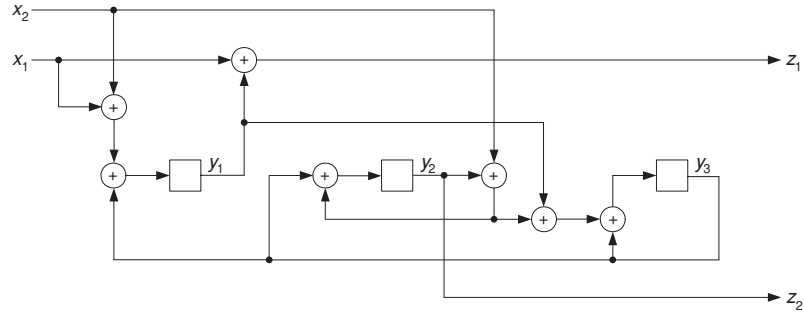 x₂
x₁ + z₁
+
+ y₁ + y₂ + y₃
+ +
z₂